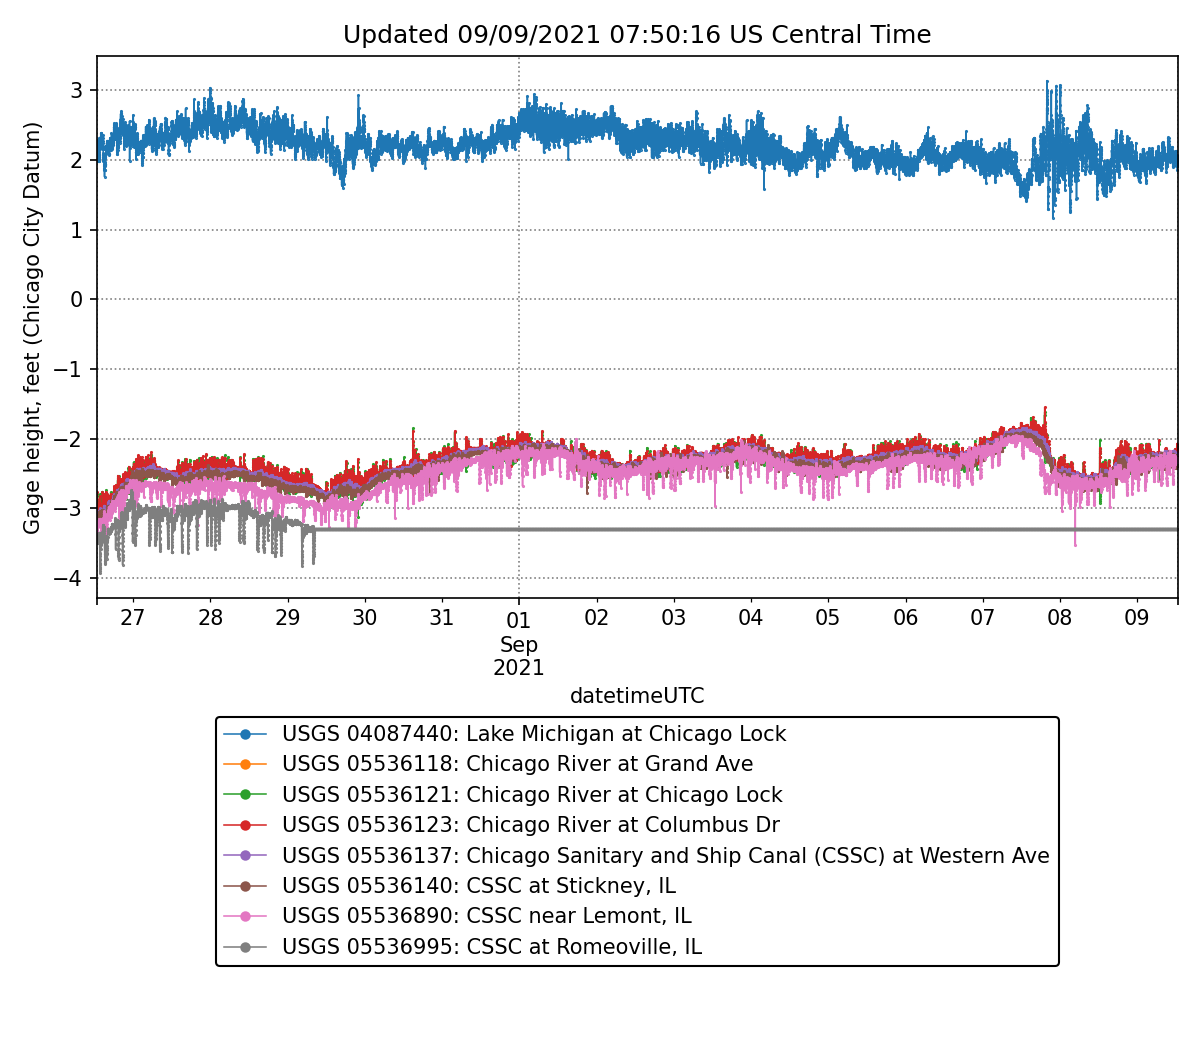 Updated 09/09/2021 07:50:16 US Central Time
Gage height, feet (Chicago City Datum)
3
2
1
0
−1
−2
−3
−4
27 28 29 30 31 01 02 03 04 05 06 07 08 09
Sep
2021
datetimeUTC
USGS 04087440: Lake Michigan at Chicago Lock
USGS 05536118: Chicago River at Grand Ave
USGS 05536121: Chicago River at Chicago Lock
USGS 05536123: Chicago River at Columbus Dr
USGS 05536137: Chicago Sanitary and Ship Canal (CSSC) at Western Ave
USGS 05536140: CSSC at Stickney, IL
USGS 05536890: CSSC near Lemont, IL
USGS 05536995: CSSC at Romeoville, IL